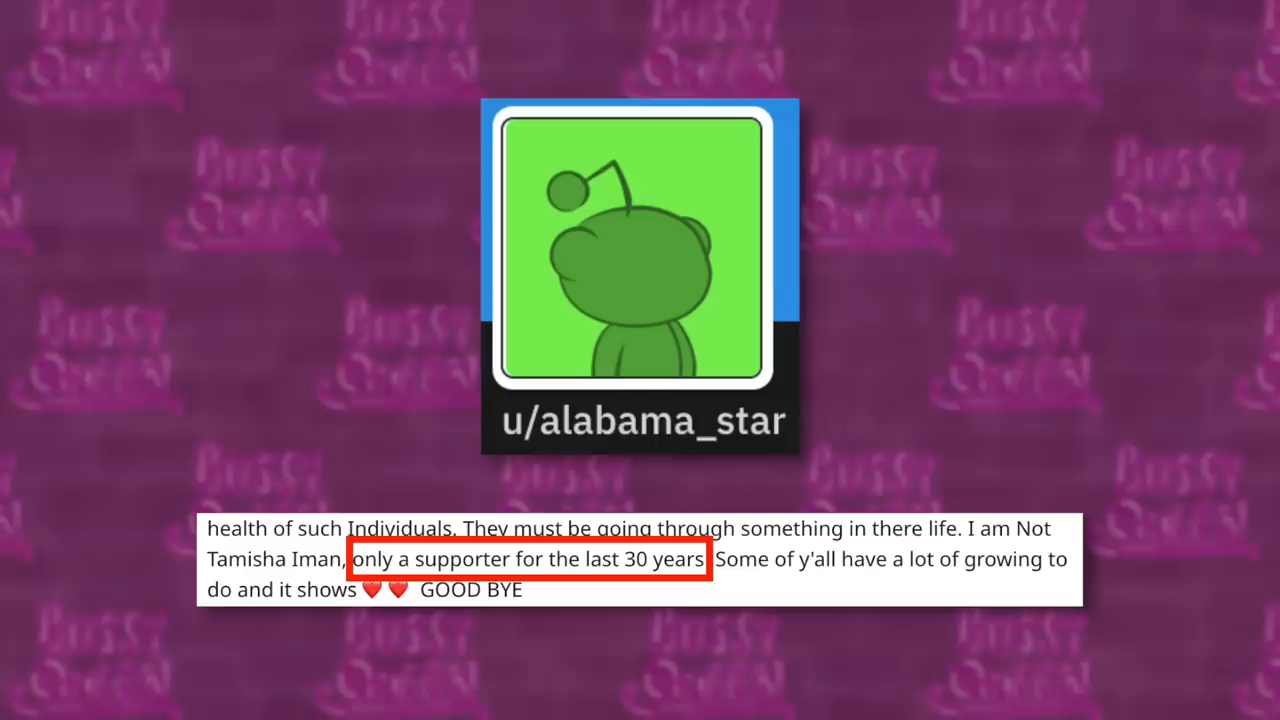 BUSSY QUEEN
u/alabama_star
health of such Individuals. They must be going through something in there life. I am Not
Tamisha Iman, only a supporter for the last 30 years. Some of y'all have a lot of growing to
do and it shows ❤️ ❤️ GOOD BYE